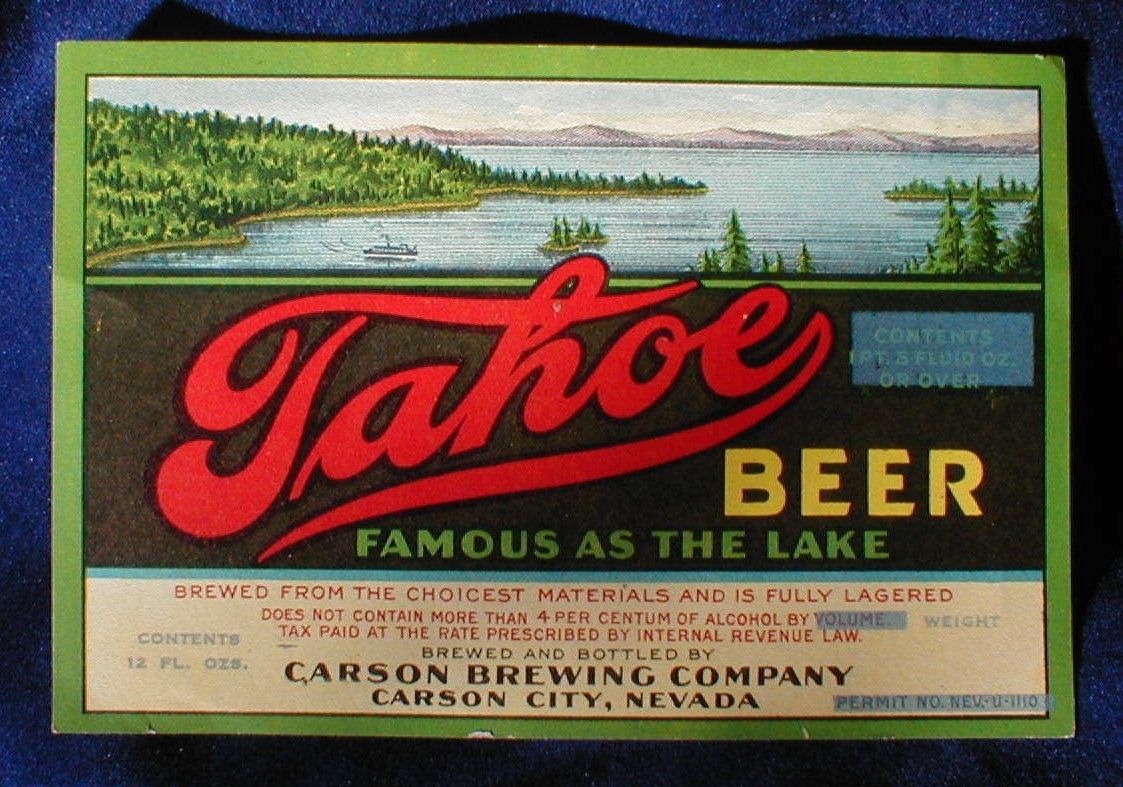 Tahoe
BEER
FAMOUS AS THE LAKE
CONTENTS
1 PT. 8 FLUID OZ.
OR OVER
BREWED FROM THE CHOICEST MATERIALS AND IS FULLY LAGERED
DOES NOT CONTAIN MORE THAN 4 PER CENTUM OF ALCOHOL BY VOLUME. WEIGHT
TAX PAID AT THE RATE PRESCRIBED BY INTERNAL REVENUE LAW.
CONTENTS
12 FL. OZS.
BREWED AND BOTTLED BY
CARSON BREWING COMPANY
CARSON CITY, NEVADA
PERMIT NO. NEV.-U-1110